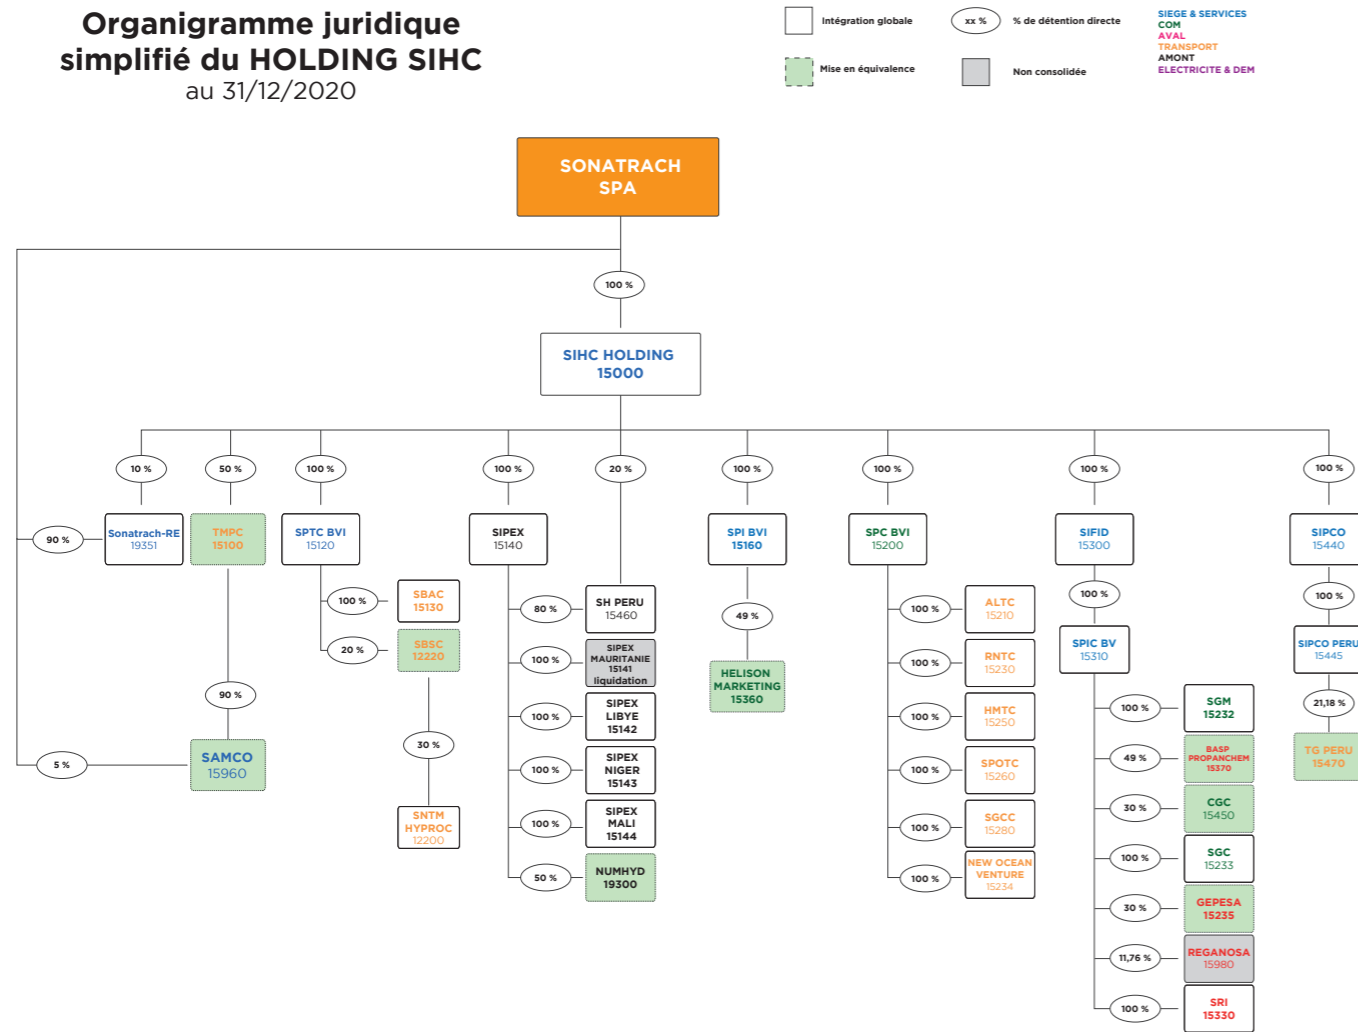 Organigramme juridique
simplifié du HOLDING SIHC
au 31/12/2020
Intégration globale
xx %
% de détention directe
Mise en équivalence
Non consolidée
SIEGE & SERVICES
COM
AVAL
TRANSPORT
AMONT
ELECTRICITE & DEM
SONATRACH
SPA
100 %
SIHC HOLDING
15000
10 %
50 %
100 %
100 %
20 %
100 %
100 %
100 %
100 %
90 %
Sonatrach-RE
19351
TMPC
15100
SPTC BVI
15120
SIPEX
15140
SPI BVI
15160
SPC BVI
15200
SIFID
15300
SIPCO
15440
90 %
5 %
SAMCO
15960
100 %
SBAC
15130
20 %
SBSC
12220
30 %
SNTM
HYPROC
12200
80 %
SH PERU
15460
100 %
SIPEX
MAURITANIE
15141
liquidation
100 %
SIPEX
LIBYE
15142
100 %
SIPEX
NIGER
15143
100 %
SIPEX
MALI
15144
50 %
NUMHYD
19300
49 %
HELISON
MARKETING
15360
100 %
ALTC
15210
100 %
RNTC
15230
100 %
HMTC
15250
100 %
SPOTC
15260
100 %
SGCC
15280
100 %
NEW OCEAN
VENTURE
15234
100 %
SPIC BV
15310
100 %
SGM
15232
49 %
BASP
PROPANCHEM
15370
30 %
CGC
15450
100 %
SGC
15233
30 %
GEPESA
15235
11,76 %
REGANOSA
15980
100 %
SRI
15330
100 %
SIPCO PERU
15445
21,18 %
TG PERU
15470